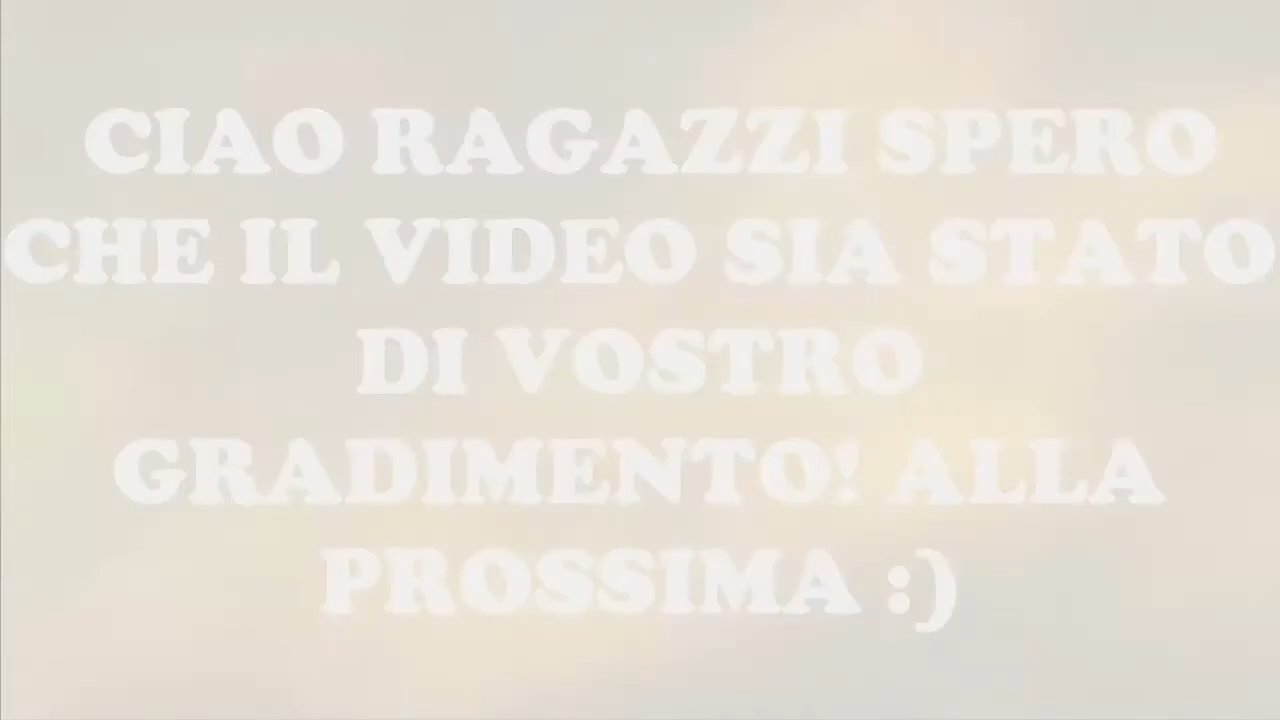 CIAO RAGAZZI SPERO
CHE IL VIDEO SIA STATO
DI VOSTRO
GRADIMENTO! ALLA
PROSSIMA :)